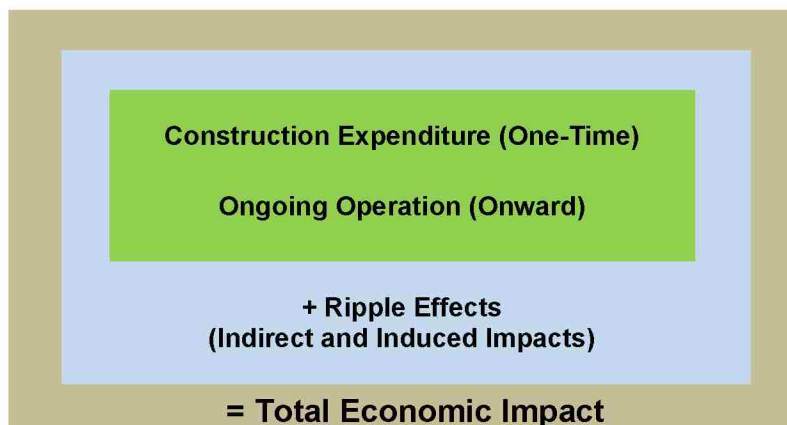 Construction Expenditure (One-Time)
Ongoing Operation (Onward)
+ Ripple Effects
(Indirect and Induced Impacts)
= Total Economic Impact